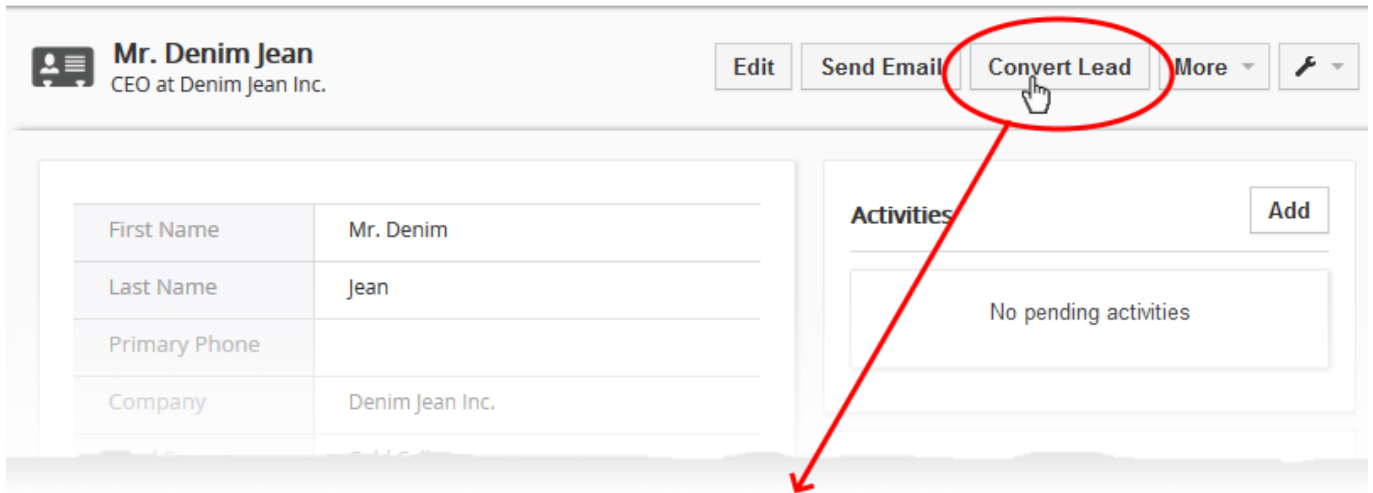 Mr. Denim Jean
CEO at Denim Jean Inc.
Edit
Send Email
Convert Lead
More
First Name Mr. Denim
Last Name Jean
Primary Phone
Company Denim Jean Inc.
Activities
Add
No pending activities